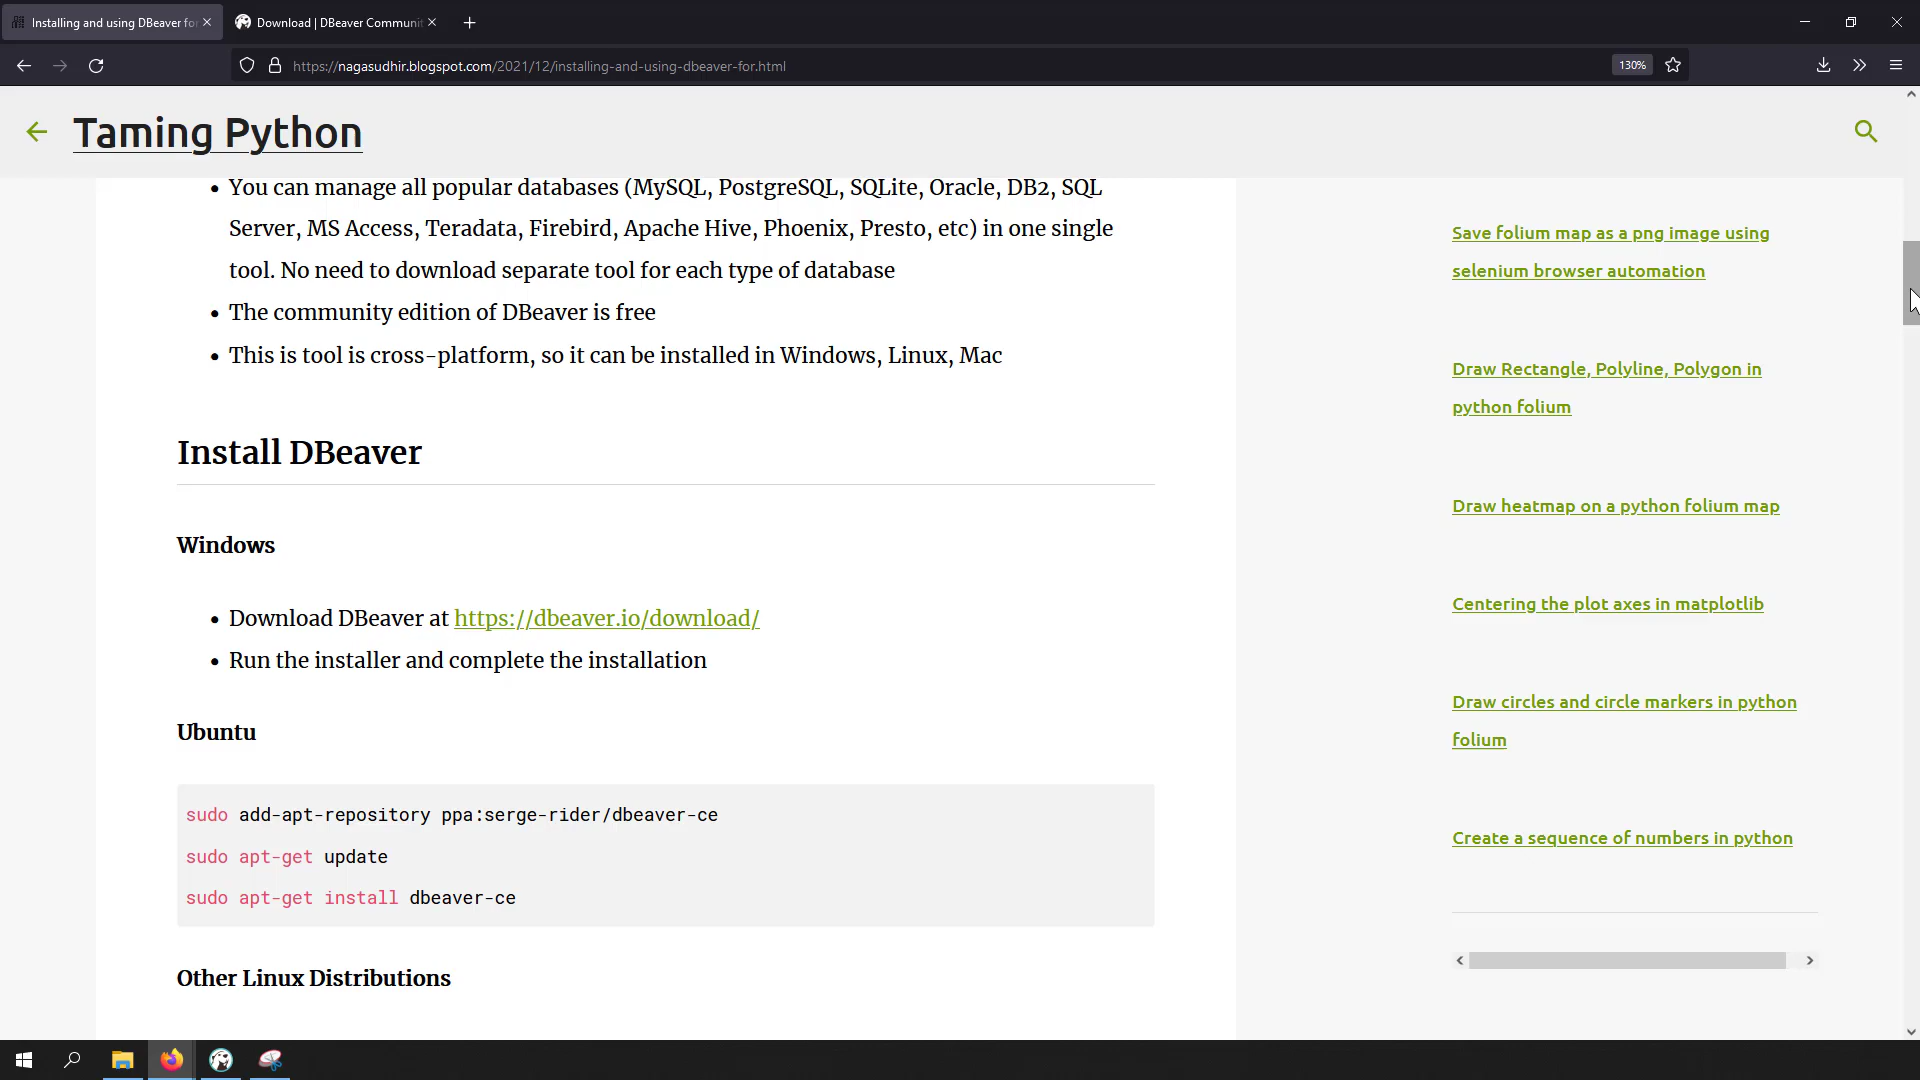 Installing and using DBeaver for
Download | DBeaver Communit
https://nagasudhir.blogspot.com/2021/12/installing-and-using-dbeaver-for.html
130%
Taming Python
You can manage all popular databases (MySQL, PostgreSQL, SQLite, Oracle, DB2, SQL
Server, MS Access, Teradata, Firebird, Apache Hive, Phoenix, Presto, etc) in one single
tool. No need to download separate tool for each type of database
The community edition of DBeaver is free
This is tool is cross-platform, so it can be installed in Windows, Linux, Mac
Install DBeaver
Windows
Download DBeaver at https://dbeaver.io/download/
Run the installer and complete the installation
Ubuntu
sudo add-apt-repository ppa:serge-rider/dbeaver-ce
sudo apt-get update
sudo apt-get install dbeaver-ce
Other Linux Distributions
Save folium map as a png image using
selenium browser automation
Draw Rectangle, Polyline, Polygon in
python folium
Draw heatmap on a python folium map
Centering the plot axes in matplotlib
Draw circles and circle markers in python
folium
Create a sequence of numbers in python